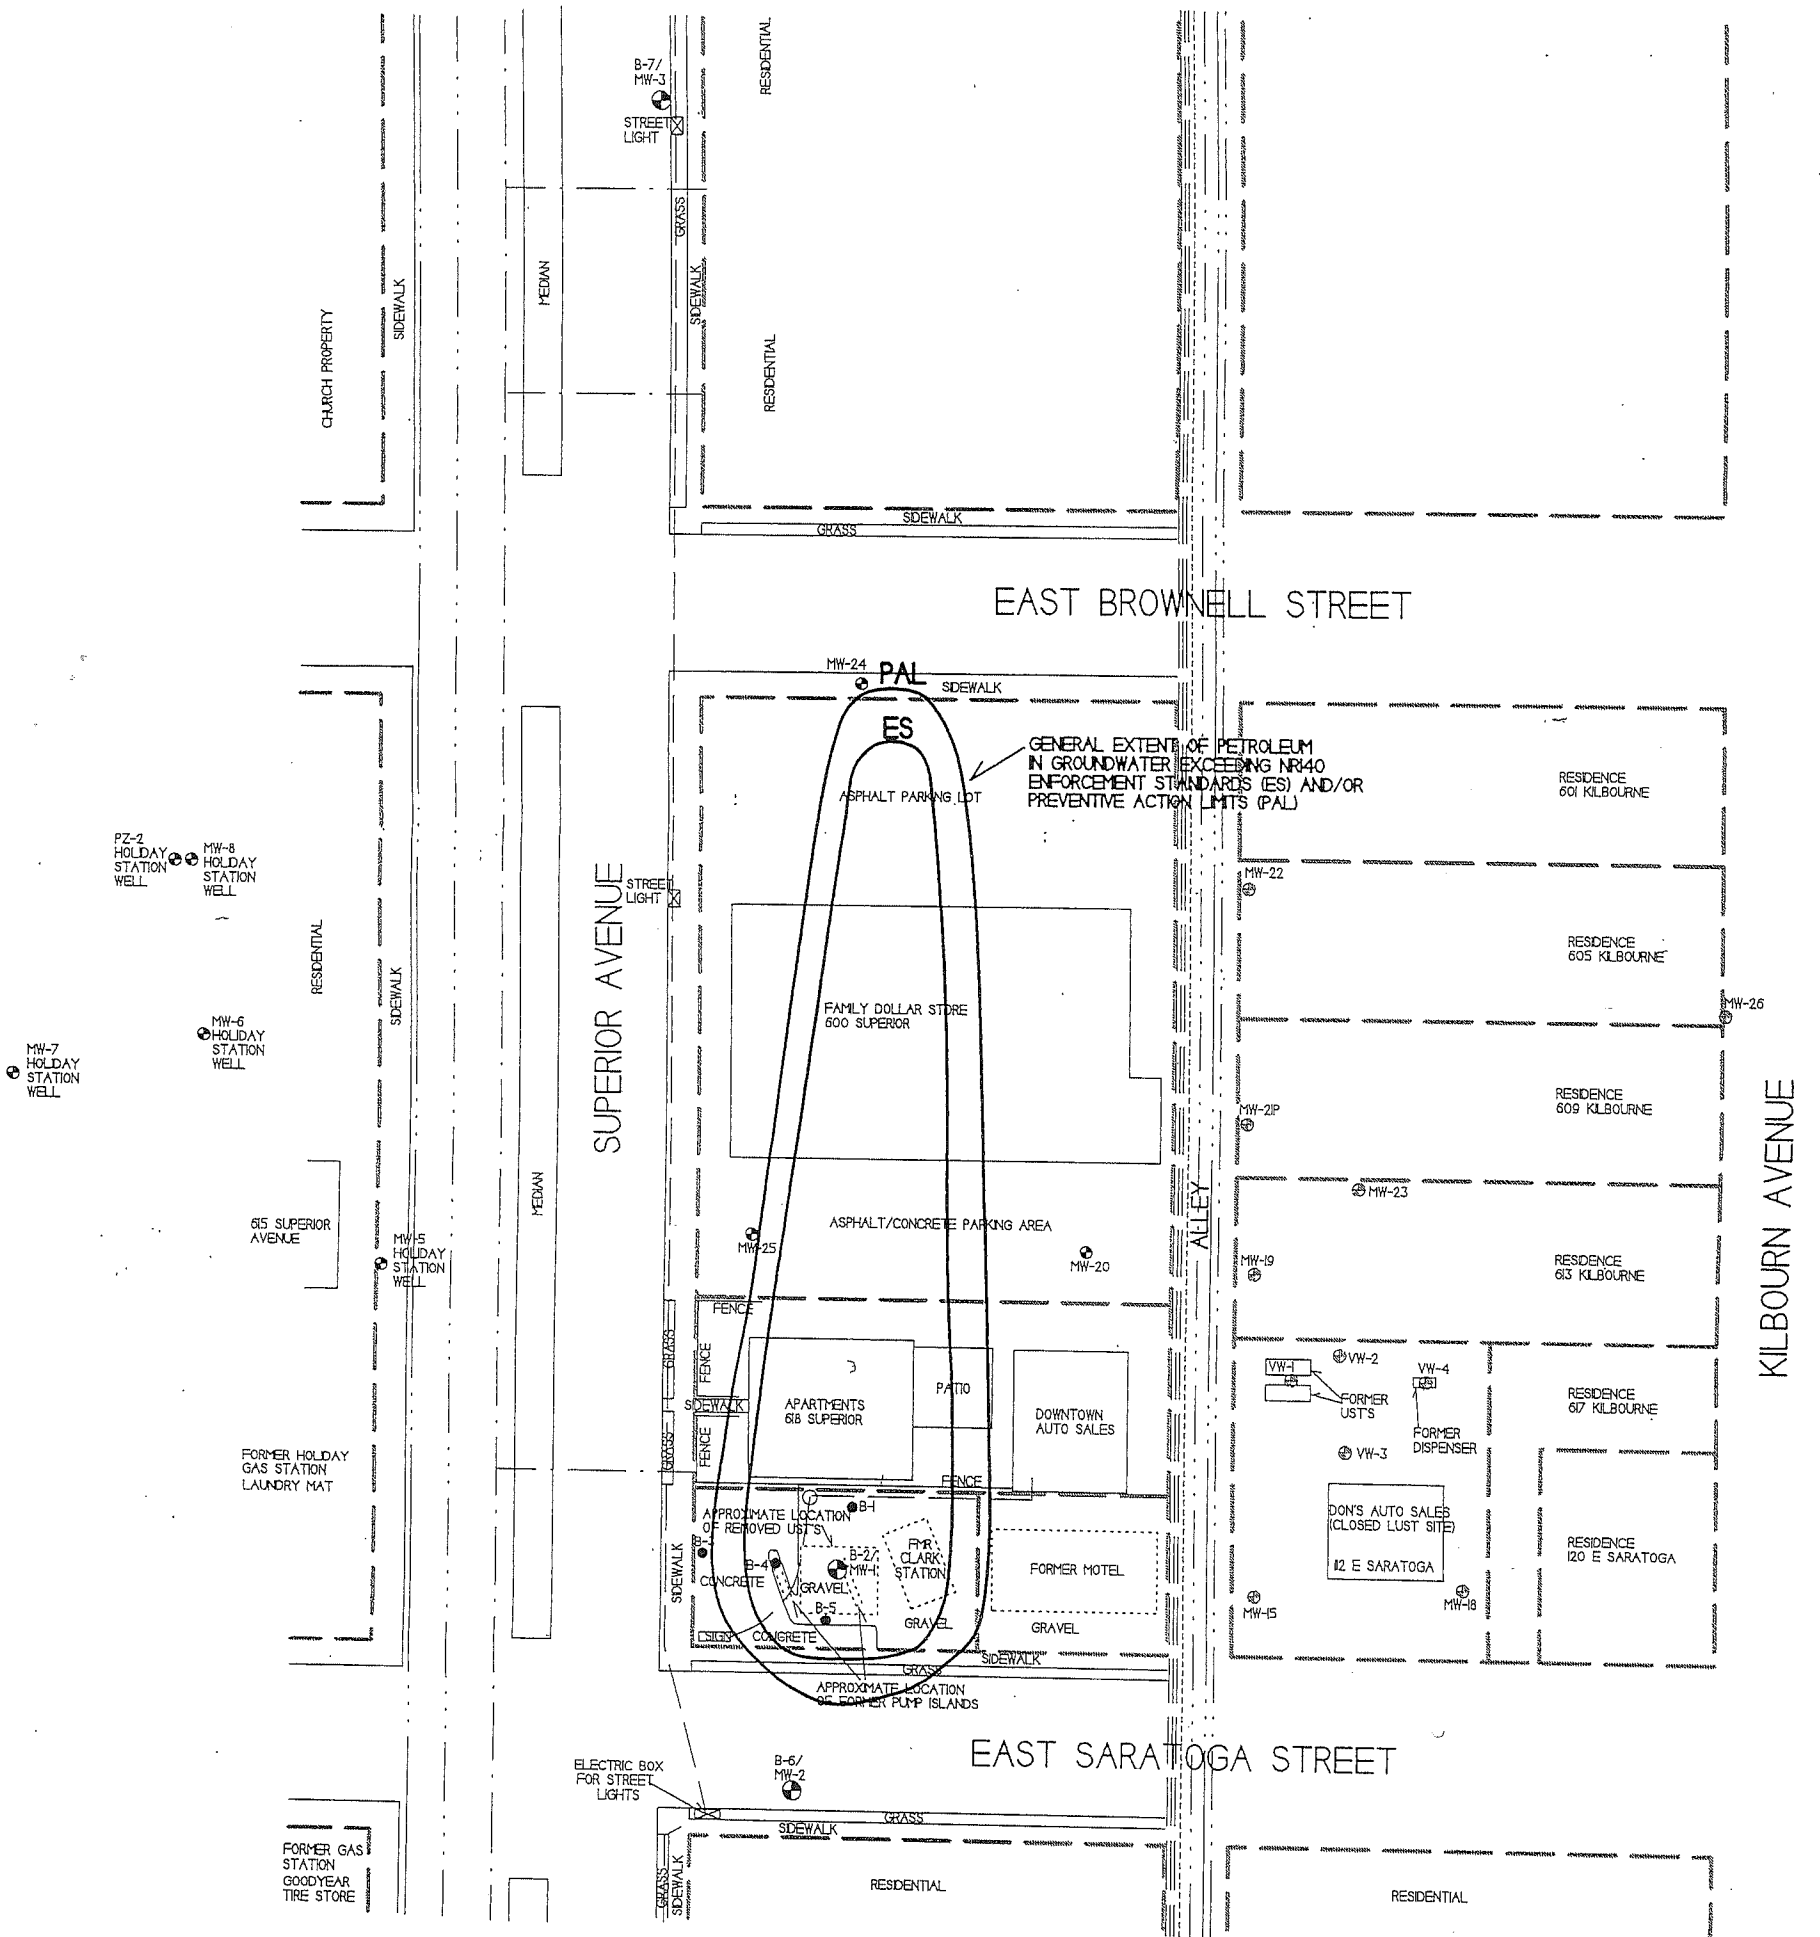 B-7/
MW-3
STREET
LIGHT
RESIDENTIAL
GRASS
SIDEWALK
MEDIAN
SIDEWALK
CHURCH PROPERTY
RESIDENTIAL
SIDEWALK
GRASS
EAST BROWNELL STREET
MW-24
PAL
SIDEWALK
ES
GENERAL EXTENT OF PETROLEUM
IN GROUNDWATER EXCEEDING NR140
ENFORCEMENT STANDARDS (ES) AND/OR
PREVENTIVE ACTION LIMITS (PAL)
ASPHALT PARKING LOT
RESIDENCE
601 KILBOURNE
PZ-2
HOLIDAY
STATION
WELL
MW-8
HOLIDAY
STATION
WELL
STREET
LIGHT
MW-22
SUPERIOR AVENUE
RESIDENTIAL
SIDEWALK
RESIDENCE
605 KILBOURNE
FAMILY DOLLAR STORE
600 SUPERIOR
MW-26
MW-6
HOLIDAY
STATION
WELL
MW-7
HOLIDAY
STATION
WELL
RESIDENCE
609 KILBOURNE
MW-21P
KILBOURN AVENUE
MEDIAN
MW-23
ALLEY
615 SUPERIOR
AVENUE
MW-5
HOLIDAY
STATION
WELL
MW-25
ASPHALT/CONCRETE PARKING AREA
MW-20
MW-19
RESIDENCE
613 KILBOURNE
FENCE
GRASS
FENCE
VW-1
VW-2
VW-4
PATIO
SIDEWALK
APARTMENTS
618 SUPERIOR
DOWNTOWN
AUTO SALES
FORMER
UST'S
RESIDENCE
617 KILBOURNE
GRASS
FENCE
FORMER
DISPENSER
VW-3
FORMER HOLIDAY
GAS STATION
LAUNDRY MAT
FENCE
APPROXIMATE LOCATION
OF REMOVED UST'S
B-1
DON'S AUTO SALES
(CLOSED LUST SITE)
112 E SARATOGA
RESIDENCE
120 E SARATOGA
SIDEWALK
B-4
B-2/
MW-1
FMR
CLARK
STATION
FORMER MOTEL
CONCRETE
GRAVEL
B-5
MW-15
MW-18
SIGN
CONCRETE
GRAVEL
GRAVEL
SIDEWALK
GRASS
APPROXIMATE LOCATION
OF FORMER PUMP ISLANDS
EAST SARATOGA STREET
ELECTRIC BOX
FOR STREET
LIGHTS
B-6/
MW-2
GRASS
SIDEWALK
FORMER GAS
STATION
GOODYEAR
TIRE STORE
GRASS
SIDEWALK
RESIDENTIAL
RESIDENTIAL